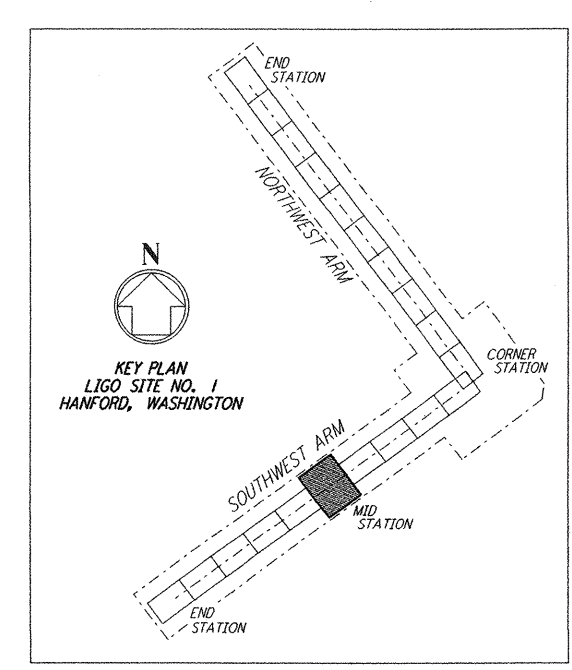 END
STATION
NORTHWEST ARM
N
KEY PLAN
LIGO SITE NO. 1
HANFORD, WASHINGTON
CORNER
STATION
SOUTHWEST ARM
MID
STATION
END
STATION